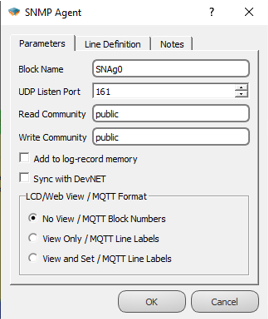 SNMP Agent
? ×
Parameters Line Definition Notes
Block Name SNAg0
UDP Listen Port 161
Read Community public
Write Community public
Add to log-record memory
Sync with DevNET
LCD/Web View / MQTT Format
No View / MQTT Block Numbers
View Only / MQTT Line Labels
View and Set / MQTT Line Labels
OK Cancel